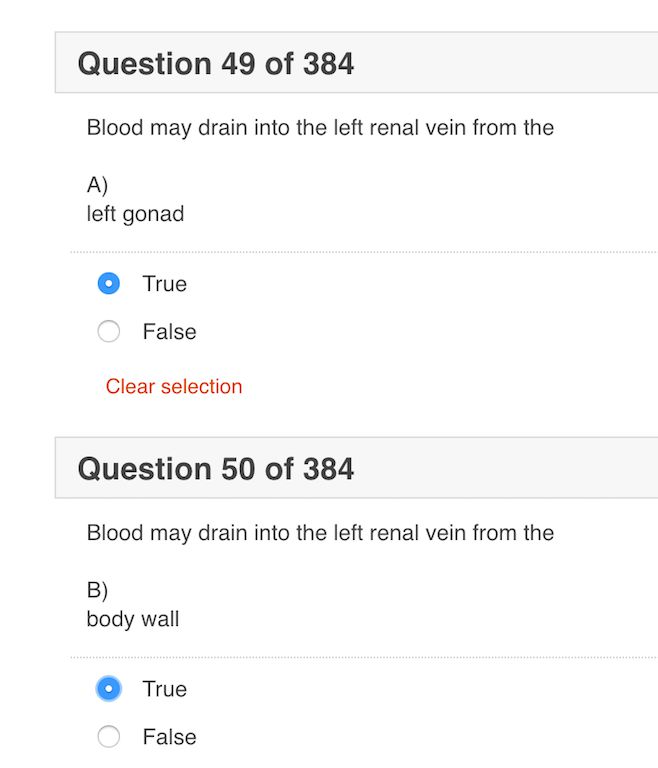 Question 49 of 384
Blood may drain into the left renal vein from the
A)
left gonad
True
False
Clear selection
Question 50 of 384
Blood may drain into the left renal vein from the
B)
body wall
True
False